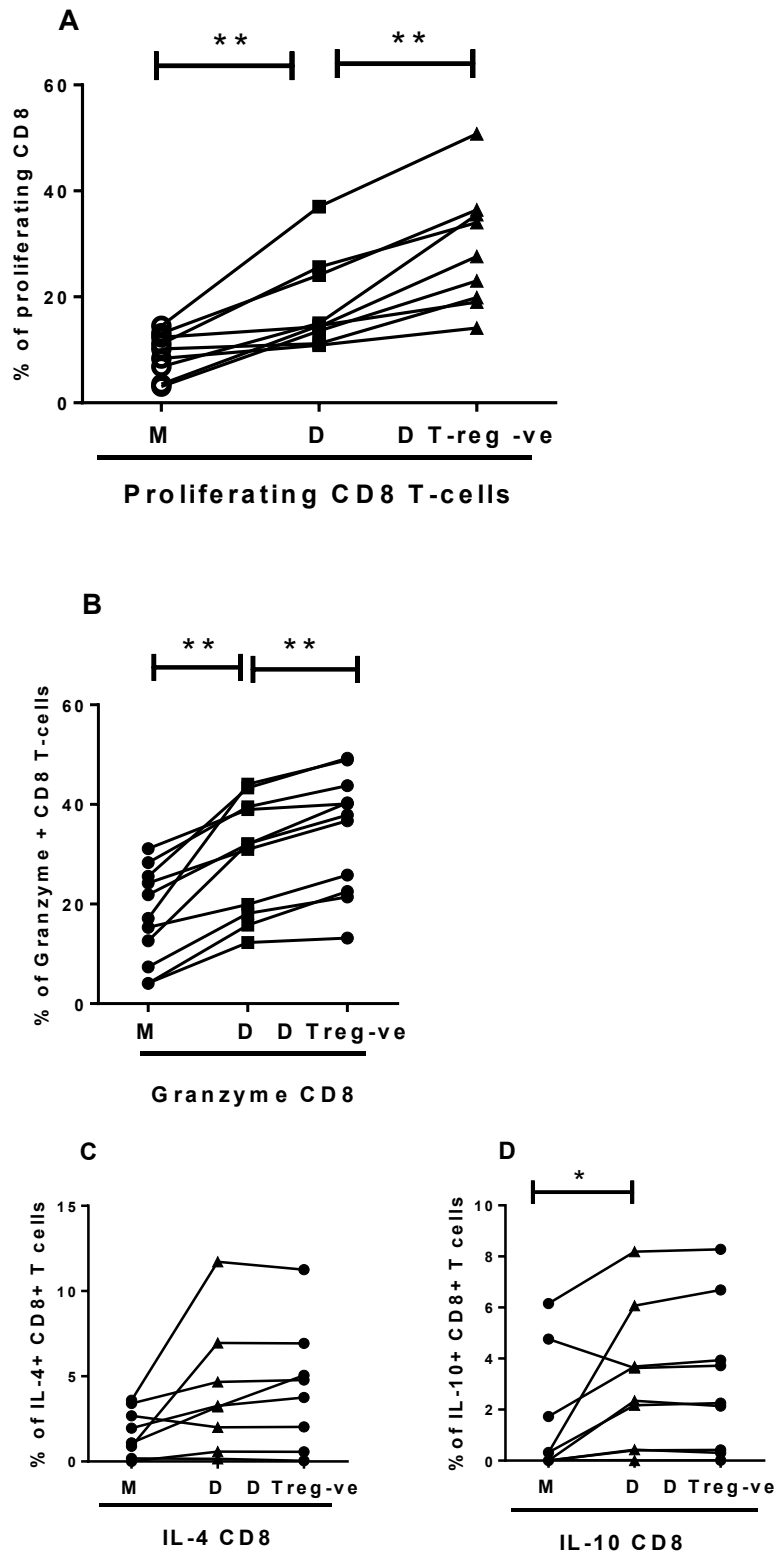 A
** **
60
40
20
0
% of proliferating CD8
M D D T-reg -ve
Proliferating CD8 T-cells
B
** **
60
40
20
0
% of Granzyme + CD8 T-cells
M D D Treg-ve
Granzyme CD8
C
15
10
5
0
% of IL-4+ CD8+ T cells
M D D Treg-ve
IL-4 CD8
D
*
10
8
6
4
2
0
% of IL-10+ CD8+ T cells
M D D Treg-ve
IL-10 CD8